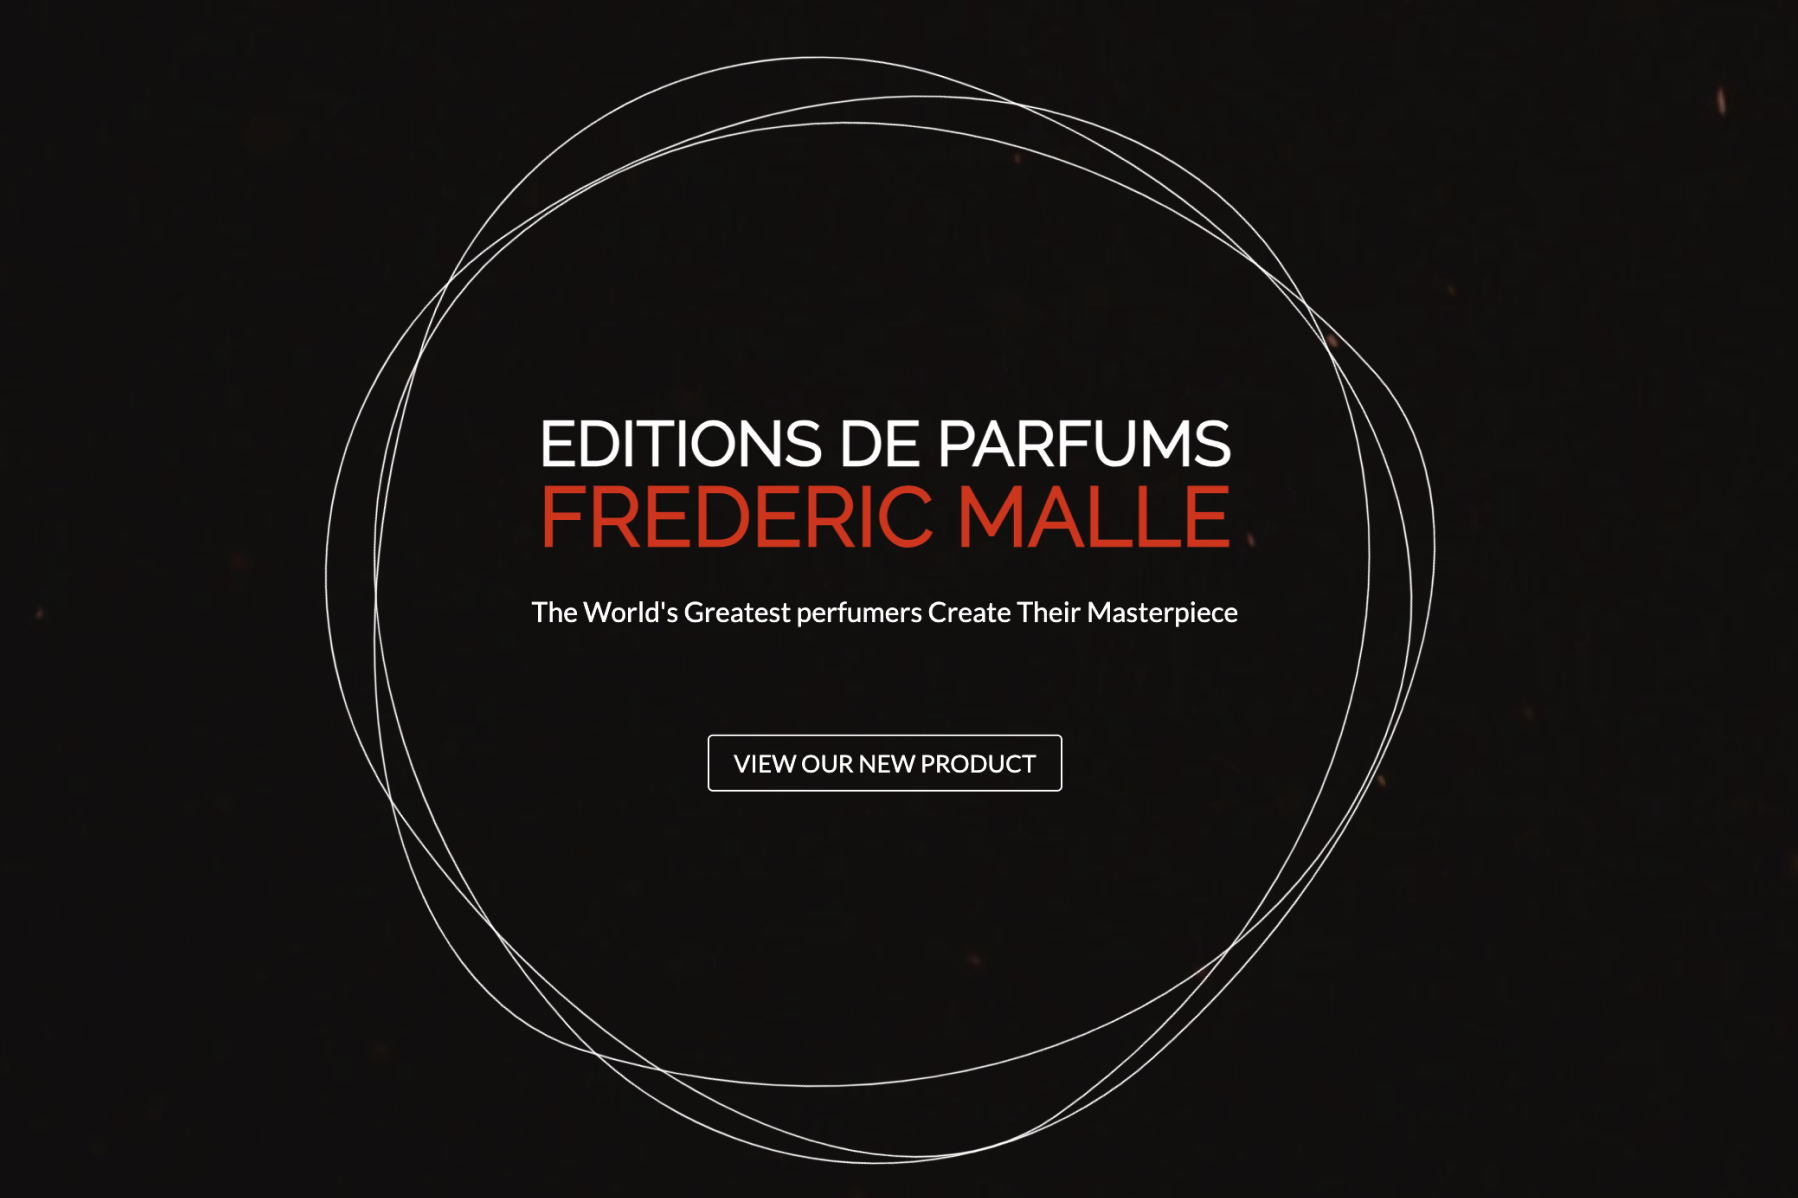 EDITIONS DE PARFUMS
FREDERIC MALLE
The World's Greatest perfumers Create Their Masterpiece
VIEW OUR NEW PRODUCT